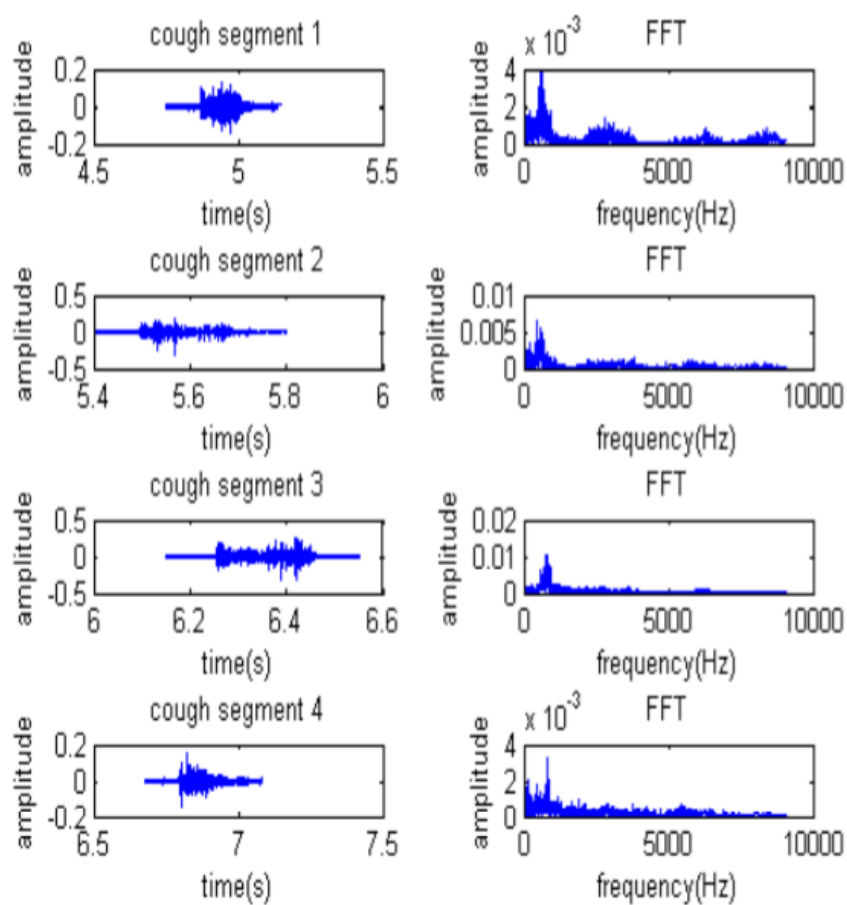 cough segment 1
amplitude
0.2
0
-0.2
4.5 5 5.5
time(s)
FFT
x 10^-3
amplitude
4
2
0
0 5000 10000
frequency(Hz)
cough segment 2
amplitude
0.5
0
-0.5
5.4 5.6 5.8 6
time(s)
FFT
amplitude
0.01
0.005
0
0 5000 10000
frequency(Hz)
cough segment 3
amplitude
0.5
0
-0.5
6 6.2 6.4 6.6
time(s)
FFT
amplitude
0.02
0.01
0
0 5000 10000
frequency(Hz)
cough segment 4
amplitude
0.2
0
0.2
6.5 7 7.5
time(s)
FFT
x 10^-3
amplitude
4
2
0
0 5000 10000
frequency(Hz)